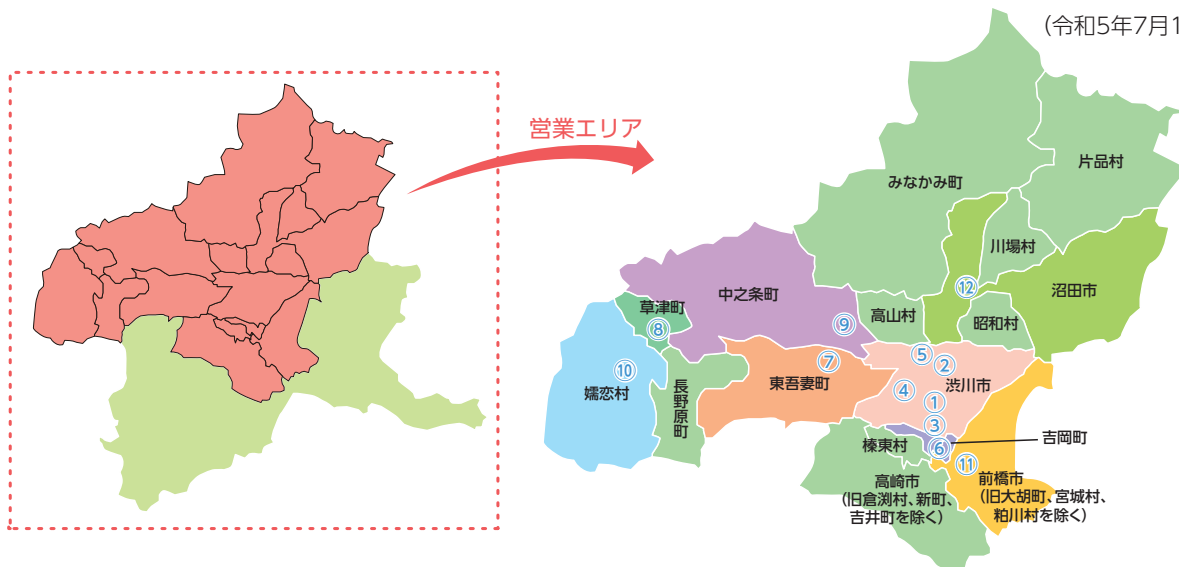 (令和5年7月1
営業エリア
みなかみ町
片品村
川場村
⑫
沼田市
中之条町
草津町
⑧
⑨
高山村
昭和村
⑩
嬬恋村
長野原町
⑦
東吾妻町
⑤
②
渋川市
④
①
③
吉岡町
榛東村
⑥
⑪
高崎市
(旧倉渕村、新町、
吉井町を除く)
前橋市
(旧大胡町、宮城村、
粕川村を除く)